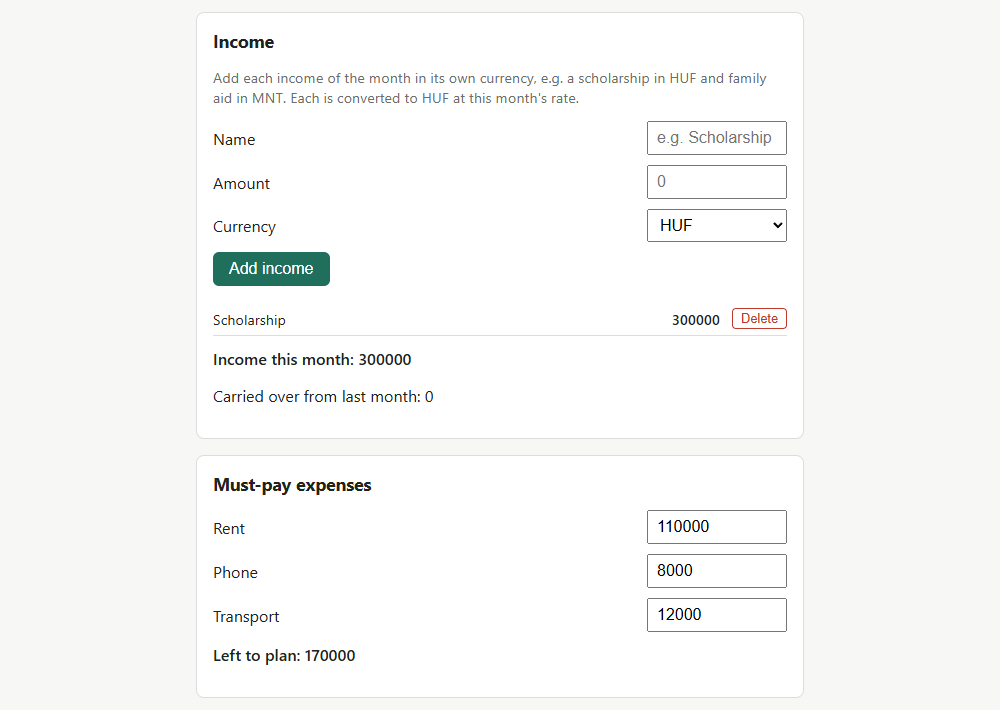 Income
Add each income of the month in its own currency, e.g. a scholarship in HUF and family
aid in MNT. Each is converted to HUF at this month's rate.
Name
e.g. Scholarship
Amount
0
Currency
HUF
Add income
Scholarship
300000
Delete
Income this month: 300000
Carried over from last month: 0
Must-pay expenses
Rent
110000
Phone
8000
Transport
12000
Left to plan: 170000